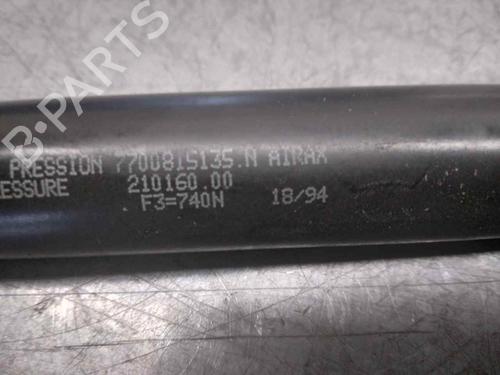 B-PARTS
PRESSION 7700815135.A AIRAX
ESSURE 210160.00
F3=740N 18/94